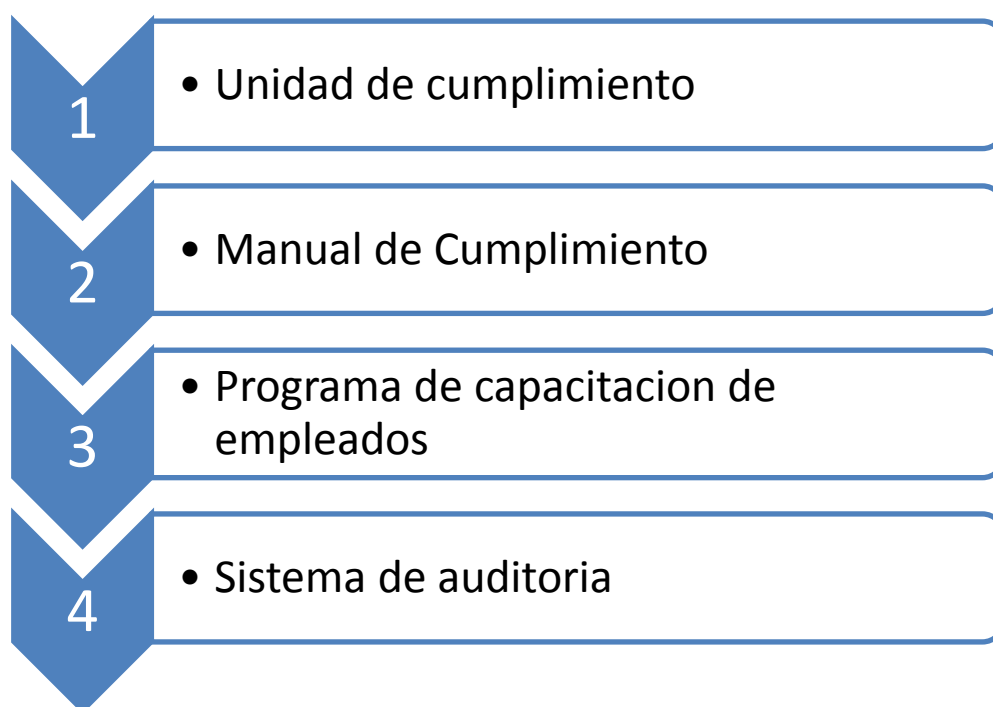 1
• Unidad de cumplimiento
2
• Manual de Cumplimiento
3
• Programa de capacitacion de
empleados
4
• Sistema de auditoria